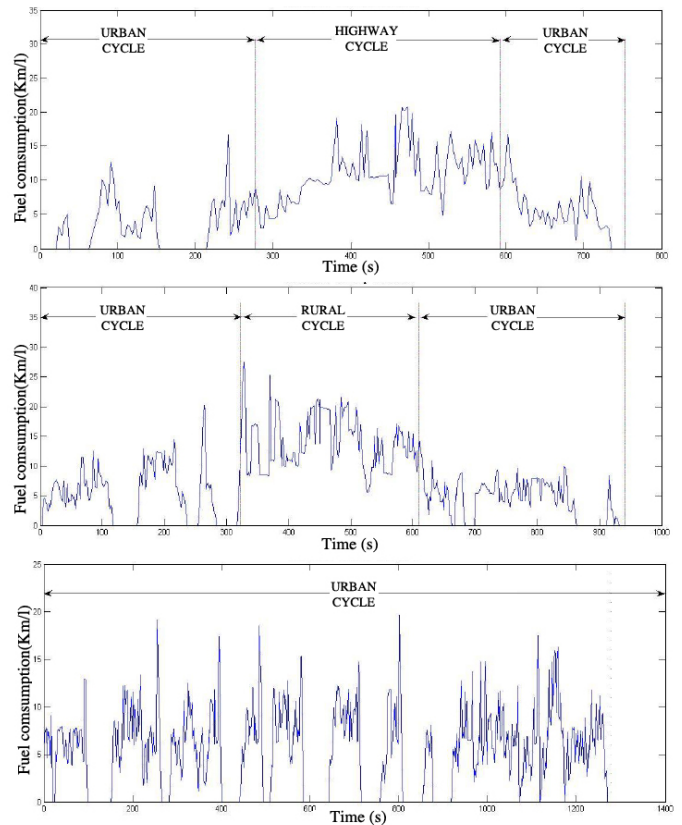 35
30
25
20
15
10
5
0
Fuel comsumption(Km/l)
URBAN
CYCLE
HIGHWAY
CYCLE
URBAN
CYCLE
0 100 200 300 400 500 600 700 800
Time (s)
40
35
30
25
20
15
10
5
0
Fuel comsumption(Km/l)
URBAN
CYCLE
RURAL
CYCLE
URBAN
CYCLE
0 100 200 300 400 500 600 700 800 900 1000
Time (s)
25
20
15
10
5
0
Fuel comsumption(Km/l)
URBAN
CYCLE
0 200 400 600 800 1000 1200 1400
Time (s)